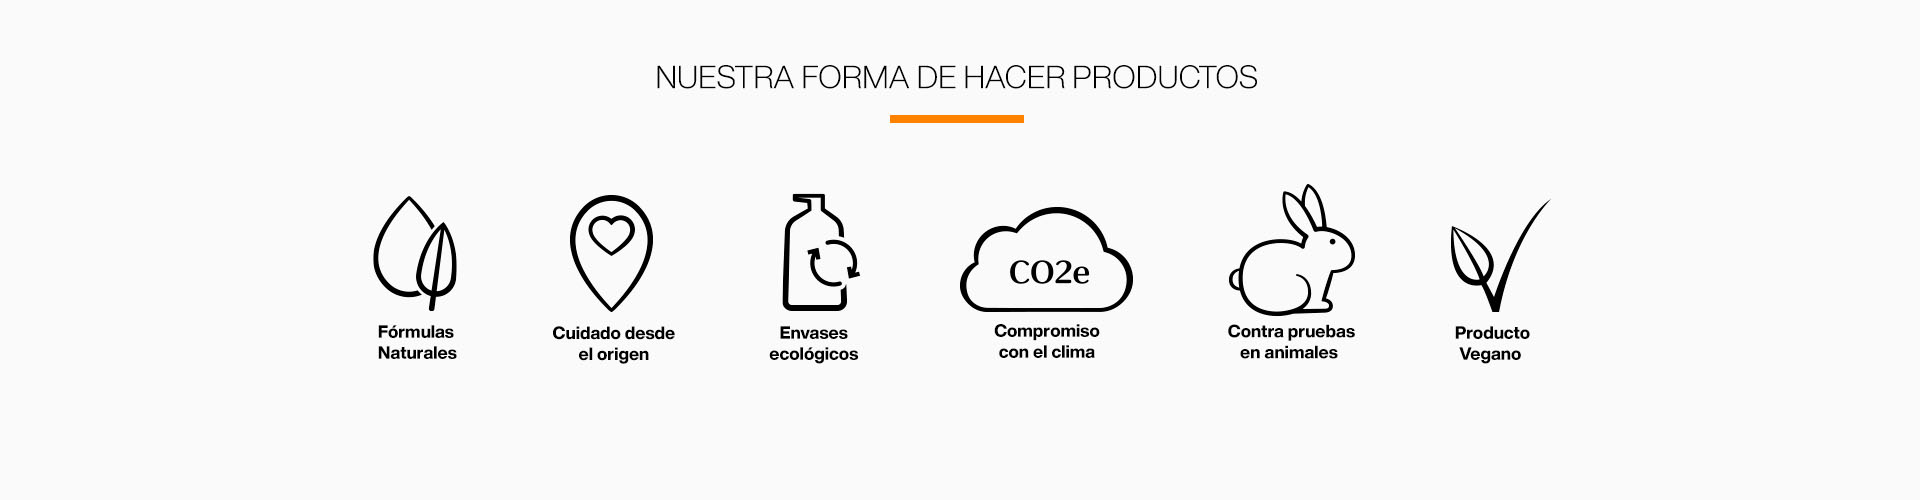 NUESTRA FORMA DE HACER PRODUCTOS
CO2e
Fórmulas
Naturales
Cuidado desde
el origen
Envases
ecológicos
Compromiso
con el clima
Contra pruebas
en animales
Producto
Vegano